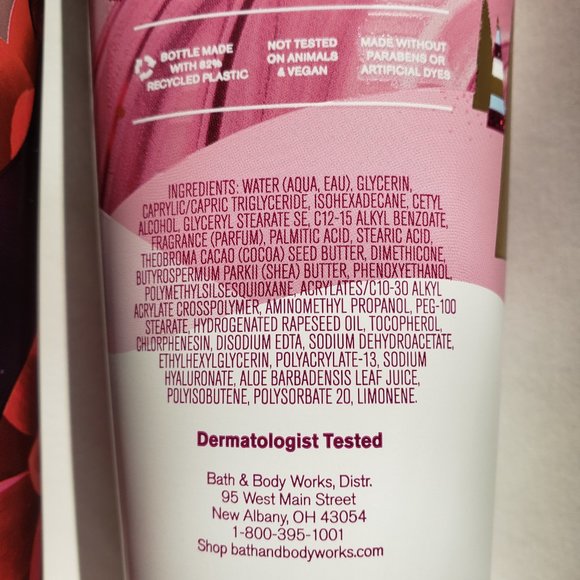 BOTTLE MADE
WITH 82%
RECYCLED PLASTIC
NOT TESTED
ON ANIMALS
& VEGAN
MADE WITHOUT
PARABENS OR
ARTIFICIAL DYES
INGREDIENTS: WATER (AQUA, EAU), GLYCERIN,
CAPRYLIC/CAPRIC TRIGLYCERIDE, ISOHEXADECANE, CETYL
ALCOHOL, GLYCERYL STEARATE SE, C12-15 ALKYL BENZOATE,
FRAGRANCE (PARFUM), PALMITIC ACID, STEARIC ACID,
THEOBROMA CACAO (COCOA) SEED BUTTER, DIMETHICONE,
BUTYROSPERMUM PARKII (SHEA) BUTTER, PHENOXYETHANOL,
POLYMETHYLSILSESQUIOXANE, ACRYLATES/C10-30 ALKYL
ACRYLATE CROSSPOLYMER, AMINOMETHYL PROPANOL, PEG-100
STEARATE, HYDROGENATED RAPESEED OIL, TOCOPHEROL,
CHLORPHENESIN, DISODIUM EDTA, SODIUM DEHYDROACETATE,
ETHYLHEXYLGLYCERIN, POLYACRYLATE-13, SODIUM
HYALURONATE, ALOE BARBADENSIS LEAF JUICE,
POLYISOBUTENE, POLYSORBATE 20, LIMONENE.
Dermatologist Tested
Bath & Body Works, Distr.
95 West Main Street
New Albany, OH 43054
1-800-395-1001
Shop bathandbodyworks.com